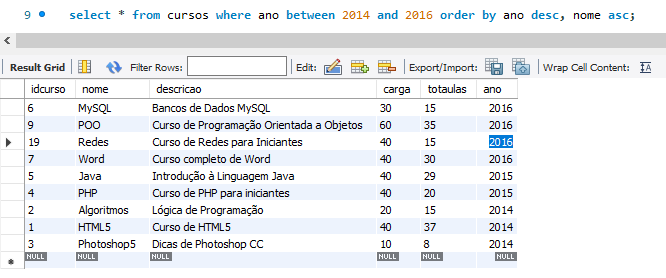 9 select * from cursos where ano between 2014 and 2016 order by ano desc, nome asc;
Result Grid Filter Rows: Edit: Export/Import: Wrap Cell Content: IA
idcurso nome descricao carga totaulas ano
6 MySQL Bancos de Dados MySQL 30 15 2016
9 POO Curso de Programação Orientada a Objetos 60 35 2016
19 Redes Curso de Redes para Iniciantes 40 15 2016
7 Word Curso completo de Word 40 30 2016
5 Java Introdução à Linguagem Java 40 29 2015
4 PHP Curso de PHP para iniciantes 40 20 2015
2 Algoritmos Lógica de Programação 20 15 2014
1 HTML5 Curso de HTML5 40 37 2014
3 Photoshop5 Dicas de Photoshop CC 10 8 2014
NULL NULL NULL NULL NULL NULL